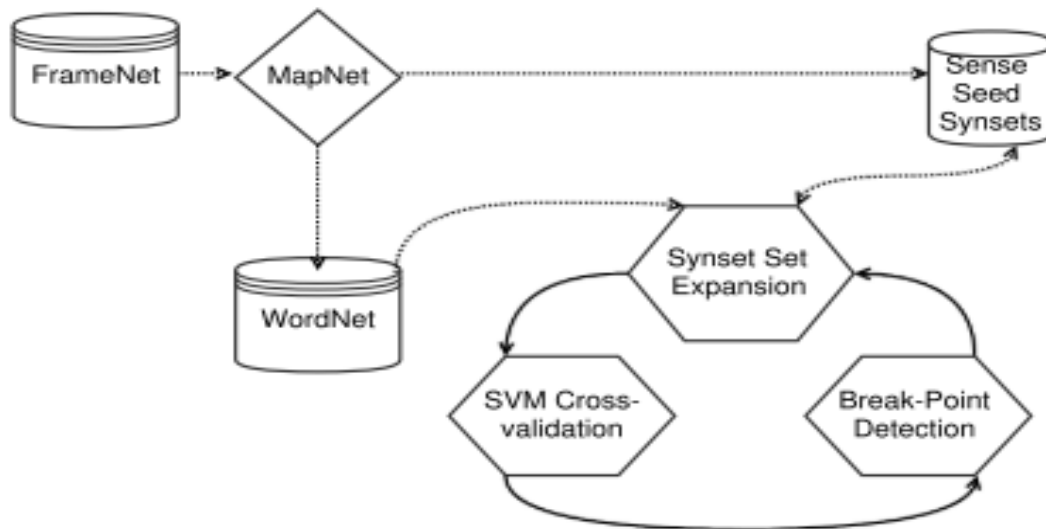 FrameNet
MapNet
Sense
Seed
Synsets
Synset Set
Expansion
WordNet
SVM Cross-
validation
Break-Point
Detection